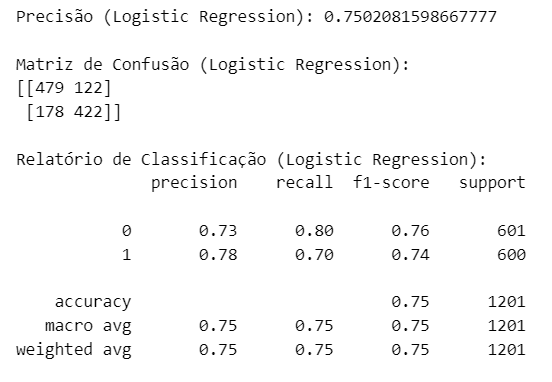 Precisão (Logistic Regression): 0.7502081598667777
Matriz de Confusão (Logistic Regression):
[[479 122]
 [178 422]]
Relatório de Classificação (Logistic Regression):
              precision    recall  f1-score   support
           0       0.73      0.80      0.76       601
           1       0.78      0.70      0.74       600
    accuracy                           0.75      1201
   macro avg       0.75      0.75      0.75      1201
weighted avg       0.75      0.75      0.75      1201